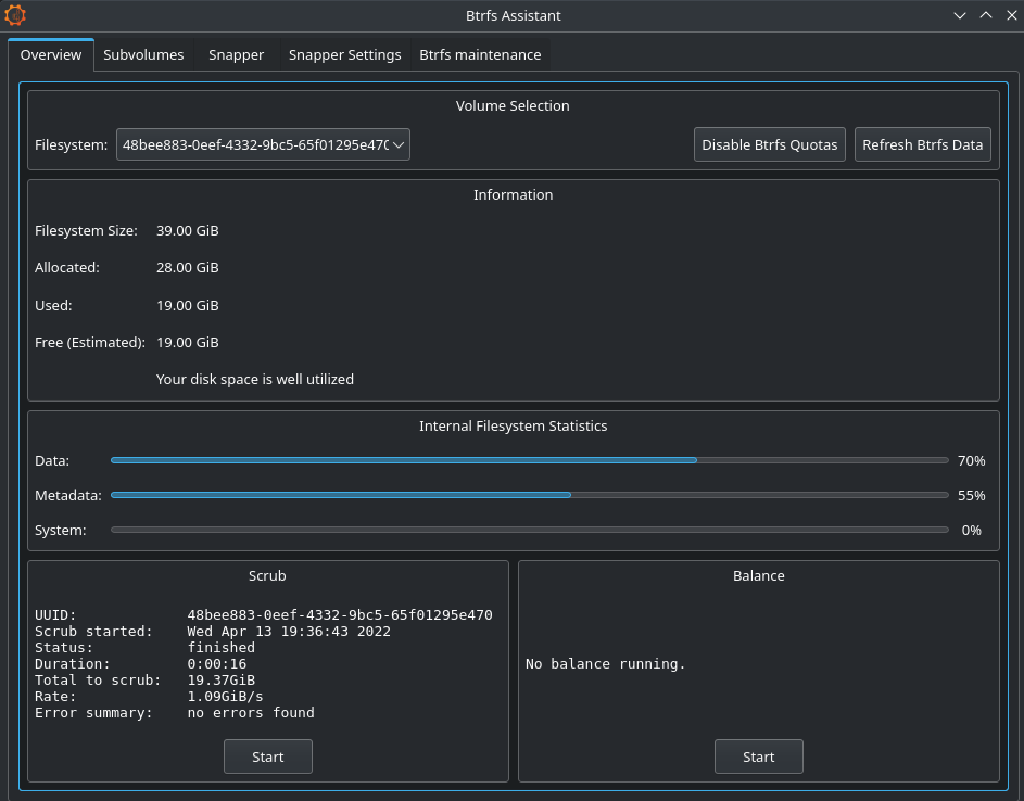 Btrfs Assistant
Overview Subvolumes Snapper Snapper Settings Btrfs maintenance
Volume Selection
Filesystem: 48bee883-0eef-4332-9bc5-65f01295e470 Disable Btrfs Quotas Refresh Btrfs Data
Information
Filesystem Size: 39.00 GiB
Allocated: 28.00 GiB
Used: 19.00 GiB
Free (Estimated): 19.00 GiB
Your disk space is well utilized
Internal Filesystem Statistics
Data: 70%
Metadata: 55%
System: 0%
Scrub
UUID: 48bee883-0eef-4332-9bc5-65f01295e470
Scrub started: Wed Apr 13 19:36:43 2022
Status: finished
Duration: 0:00:16
Total to scrub: 19.37GiB
Rate: 1.09GiB/s
Error summary: no errors found
Start
Balance
No balance running.
Start